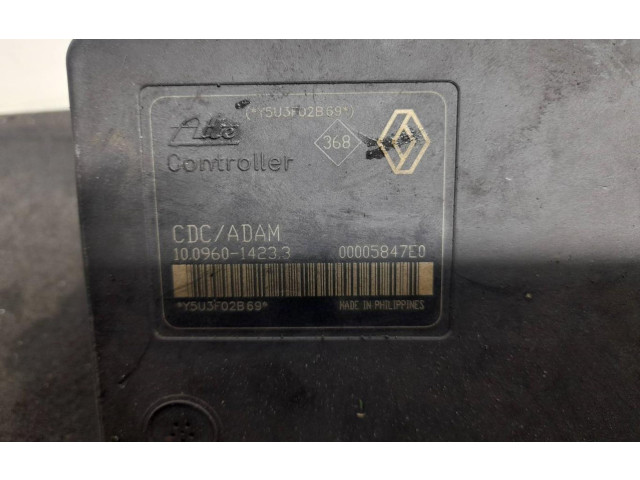 (*Y5U3F02B69*)
Ate
368
Controller
CDC/ADAM
10.0960-1423.3 00005847E0
*Y5U3F02B69*
MADE IN PHILIPPINES